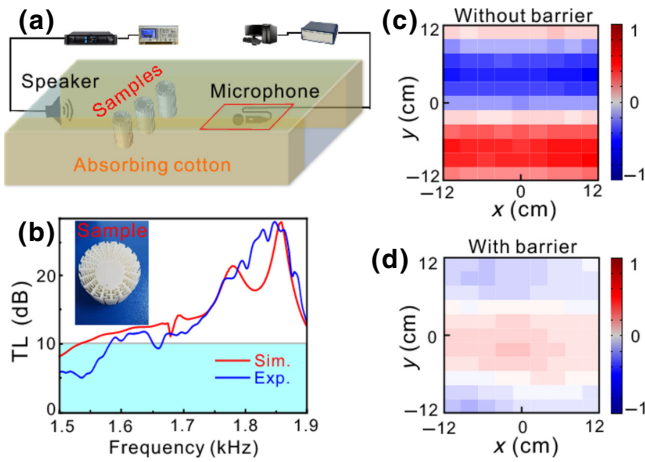 (a)
Speaker
Samples
Microphone
Absorbing cotton
(b)
Sample
TL (dB)
20
10
0
Sim.
Exp.
1.5 1.6 1.7 1.8 1.9
Frequency (kHz)
(c)
Without barrier
12
0
−12
y (cm)
−12 0 12
x (cm)
1
0
−1
(d)
With barrier
12
0
−12
y (cm)
−12 0 12
x (cm)
1
0
−1